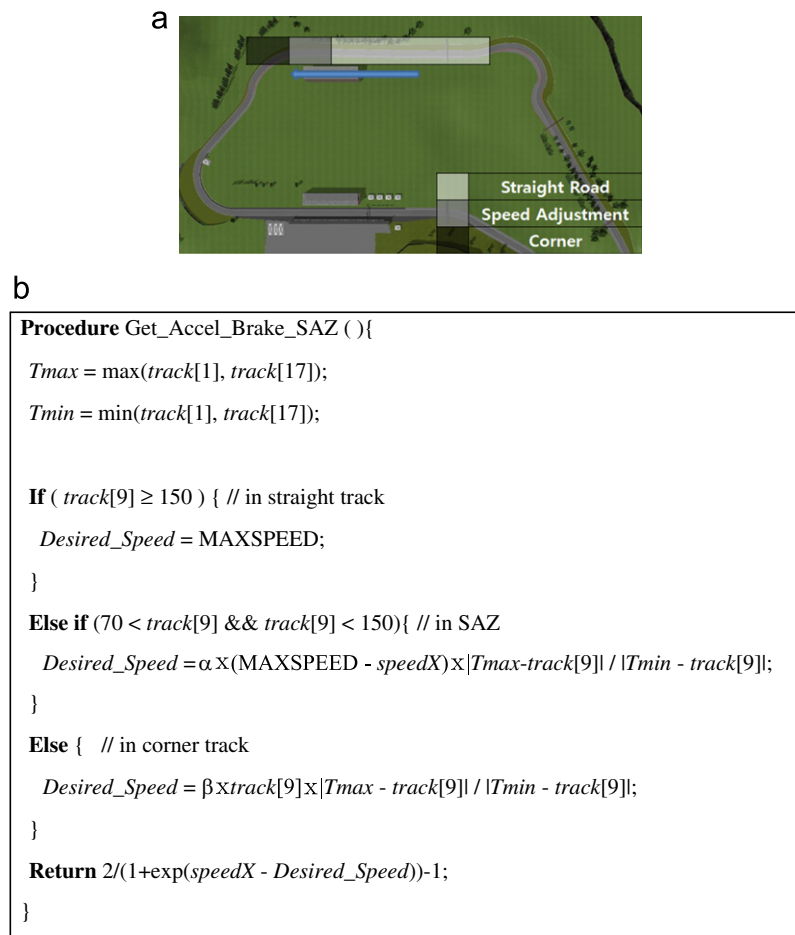 a
Straight Road
Speed Adjustment
Corner
b
Procedure Get_Accel_Brake_SAZ ( ){
Tmax = max(track[1], track[17]);
Tmin = min(track[1], track[17]);
If ( track[9] ≥ 150 ) { // in straight track
Desired_Speed = MAXSPEED;
}
Else if (70 < track[9] && track[9] < 150){ // in SAZ
Desired_Speed =α x (MAXSPEED - speedX) x |Tmax-track[9]| / |Tmin - track[9]|;
}
Else { // in corner track
Desired_Speed = β x track[9] x |Tmax - track[9]| / |Tmin - track[9]|;
}
Return 2/(1+exp(speedX - Desired_Speed))-1;
}